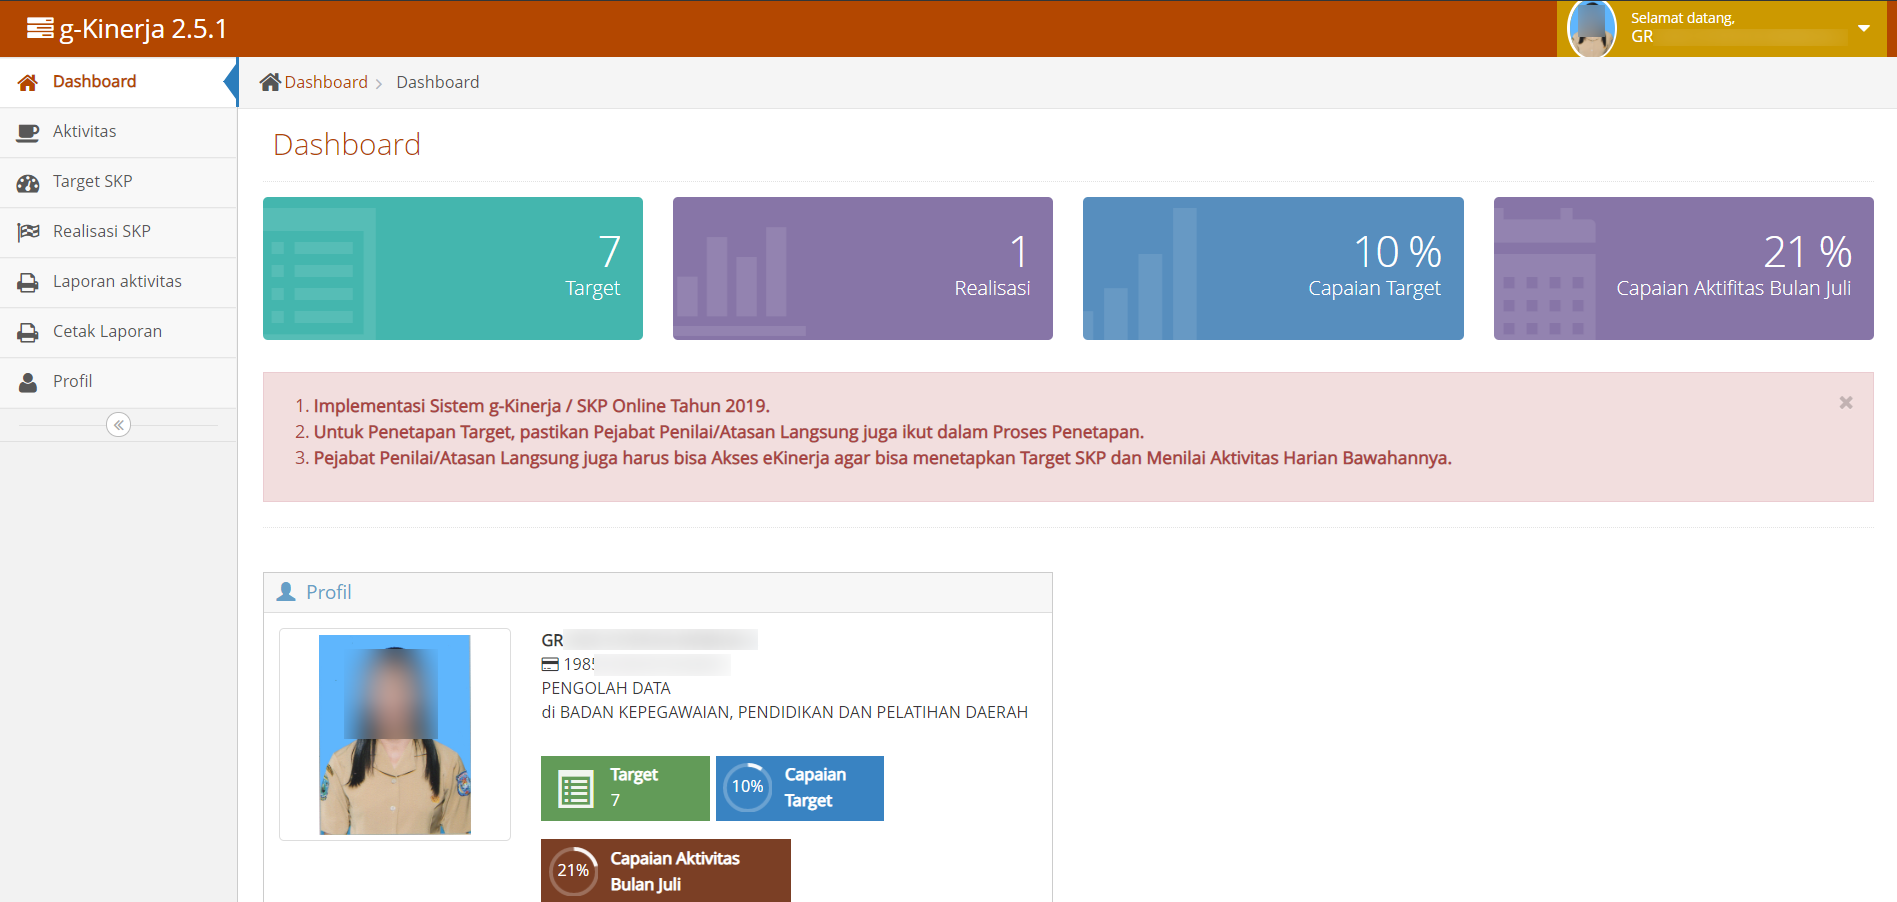 g-Kinerja 2.5.1
Selamat datang,
GR
Dashboard
Aktivitas
Target SKP
Realisasi SKP
Laporan aktivitas
Cetak Laporan
Profil
Dashboard > Dashboard
Dashboard
7
Target
1
Realisasi
10 %
Capaian Target
21 %
Capaian Aktifitas Bulan Juli
1. Implementasi Sistem g-Kinerja / SKP Online Tahun 2019.
2. Untuk Penetapan Target, pastikan Pejabat Penilai/Atasan Langsung juga ikut dalam Proses Penetapan.
3. Pejabat Penilai/Atasan Langsung juga harus bisa Akses eKinerja agar bisa menetapkan Target SKP dan Menilai Aktivitas Harian Bawahannya.
Profil
GR
198
PENGOLAH DATA
di BADAN KEPEGAWAIAN, PENDIDIKAN DAN PELATIHAN DAERAH
Target
7
10%
Capaian
Target
21%
Capaian Aktivitas
Bulan Juli